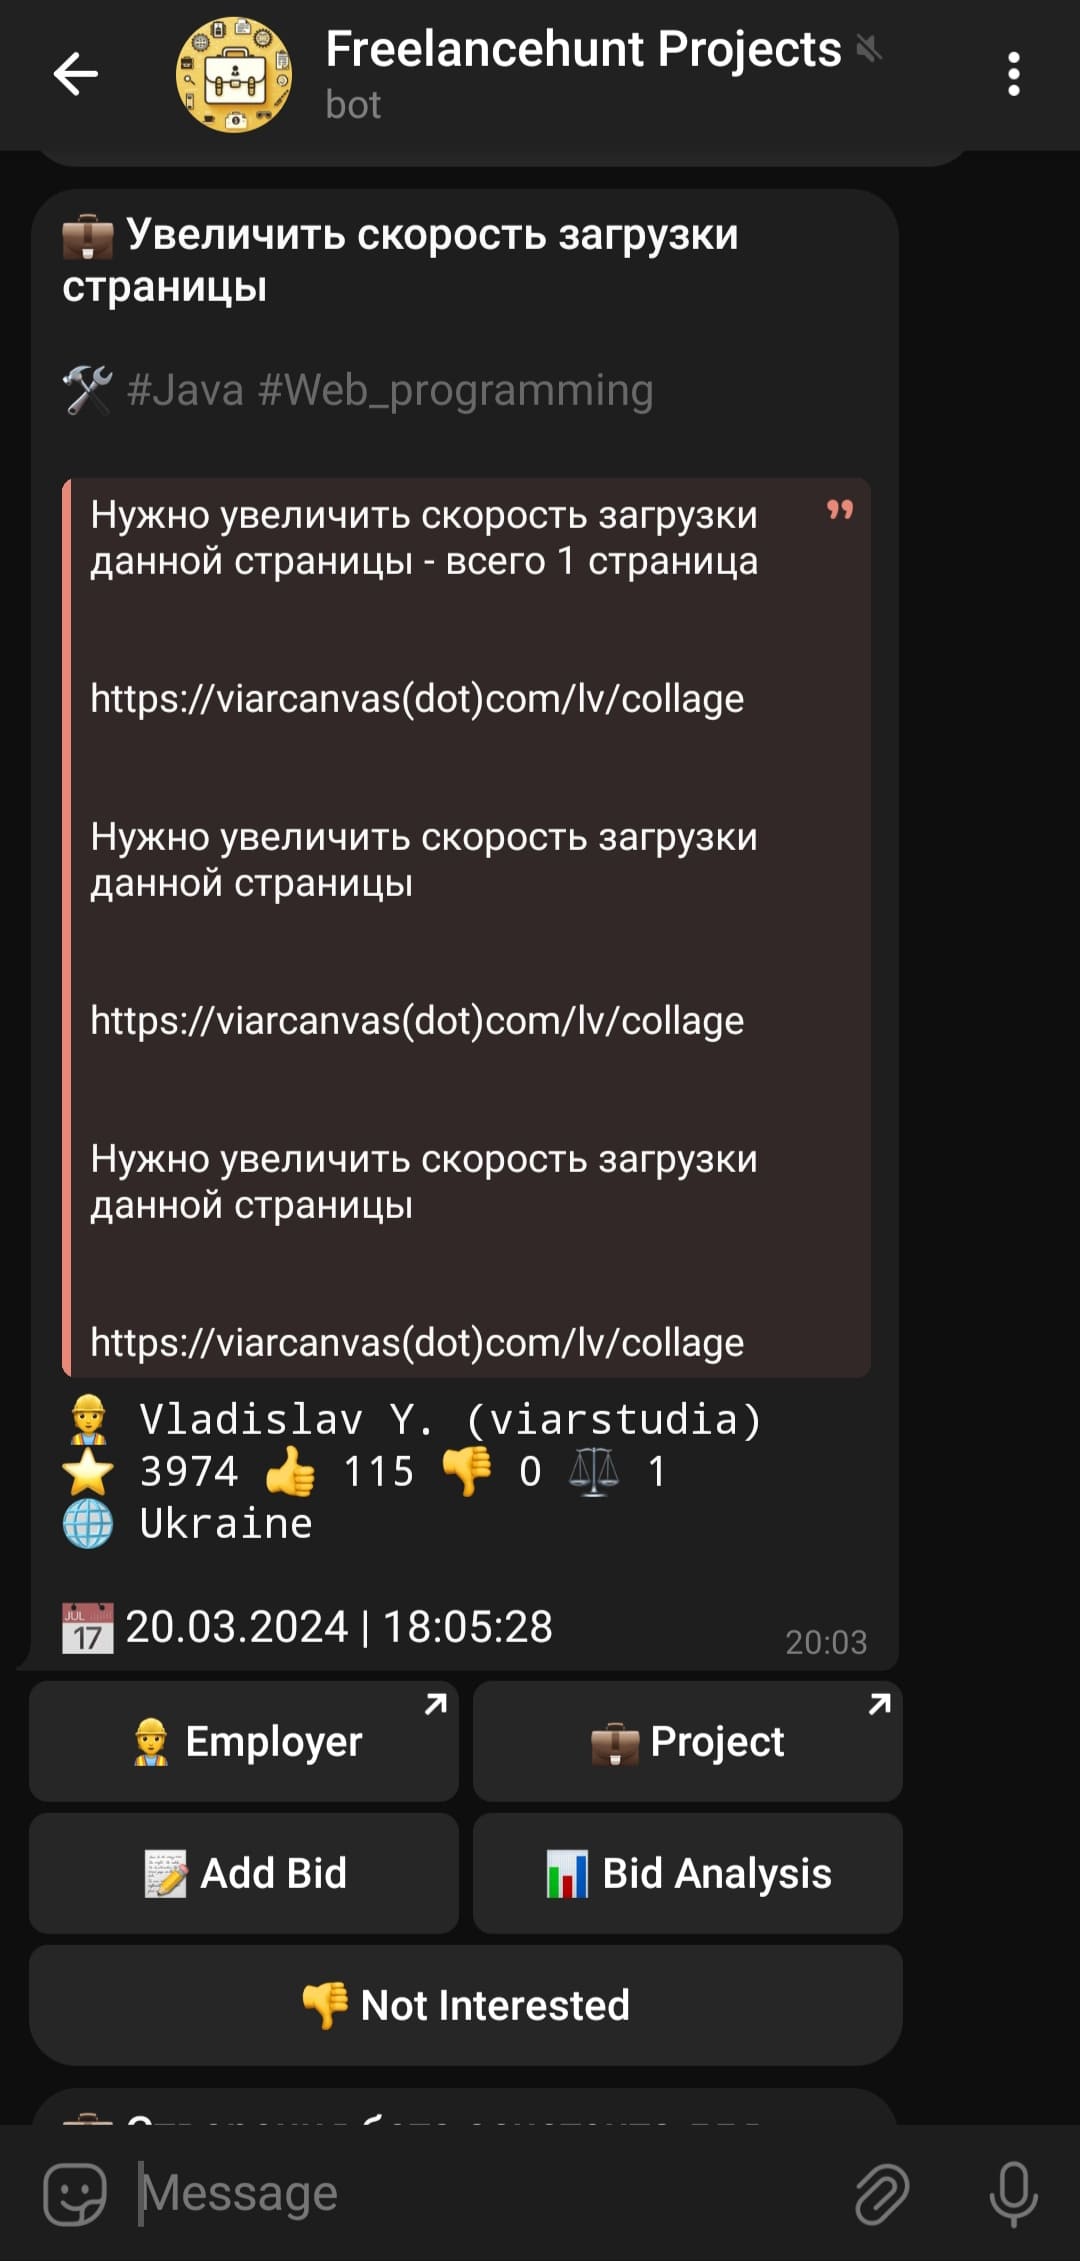 Freelancehunt Projects
bot
Увеличить скорость загрузки
страницы
#Java #Web_programming
Нужно увеличить скорость загрузки
данной страницы - всего 1 страница
https://viarcanvas(dot)com/lv/collage
Нужно увеличить скорость загрузки
данной страницы
https://viarcanvas(dot)com/lv/collage
Нужно увеличить скорость загрузки
данной страницы
https://viarcanvas(dot)com/lv/collage
Vladislav Y. (viarstudia)
3974 115 0 1
Ukraine
JUL
17
20.03.2024 | 18:05:28
20:03
Employer
Project
Add Bid
Bid Analysis
Not Interested
Message